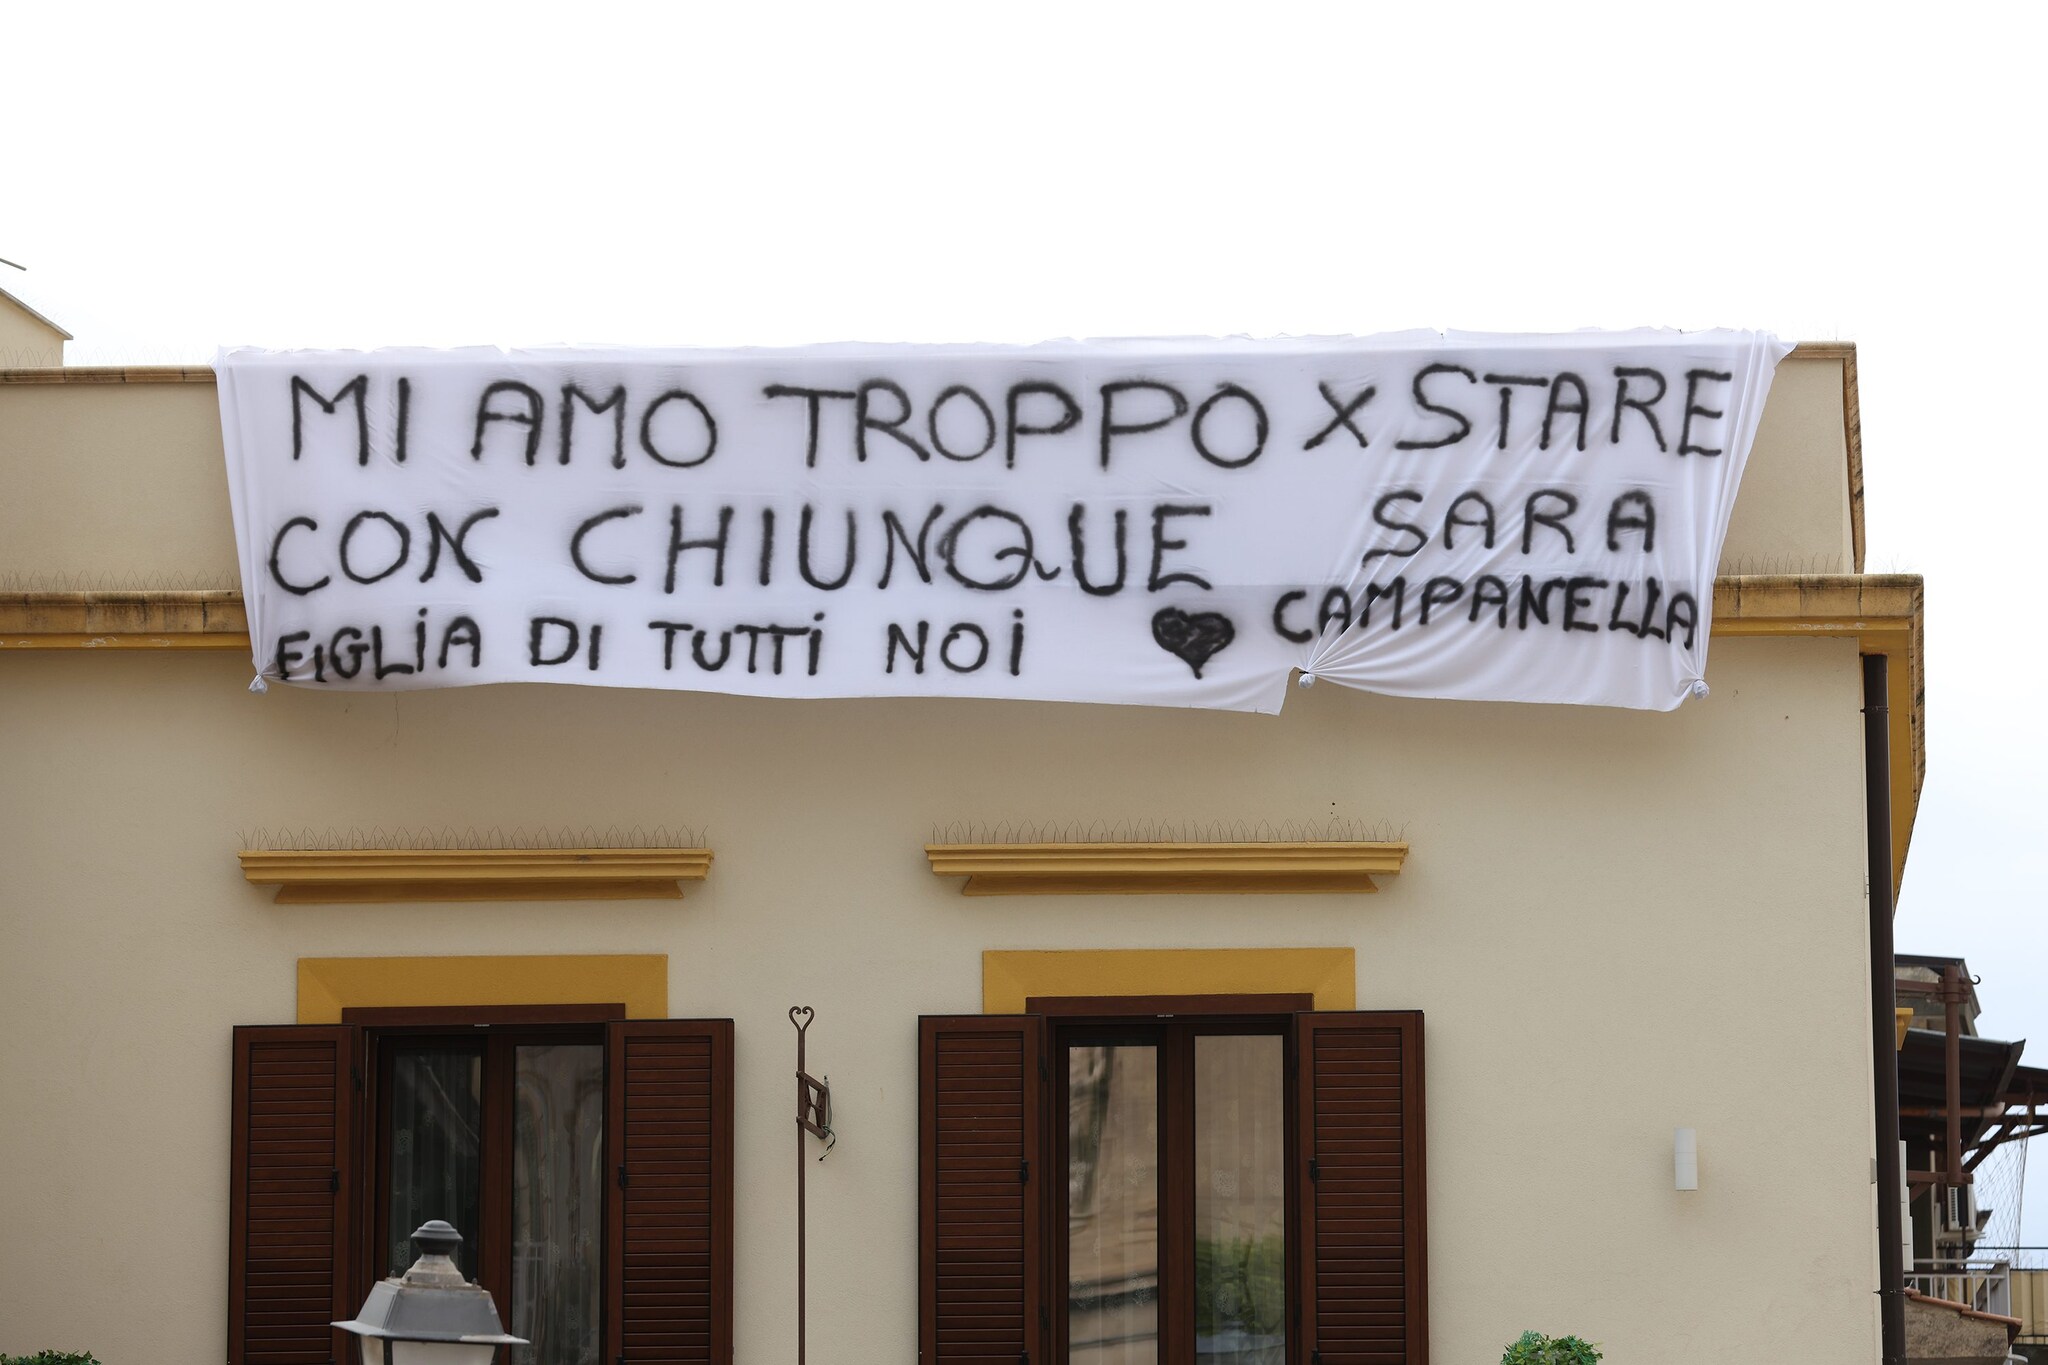 MI AMO TROPPO X STARE
CON CHIUNQUE SARA
CAMPANELLA
FIGLIA DI TUTTI NOI